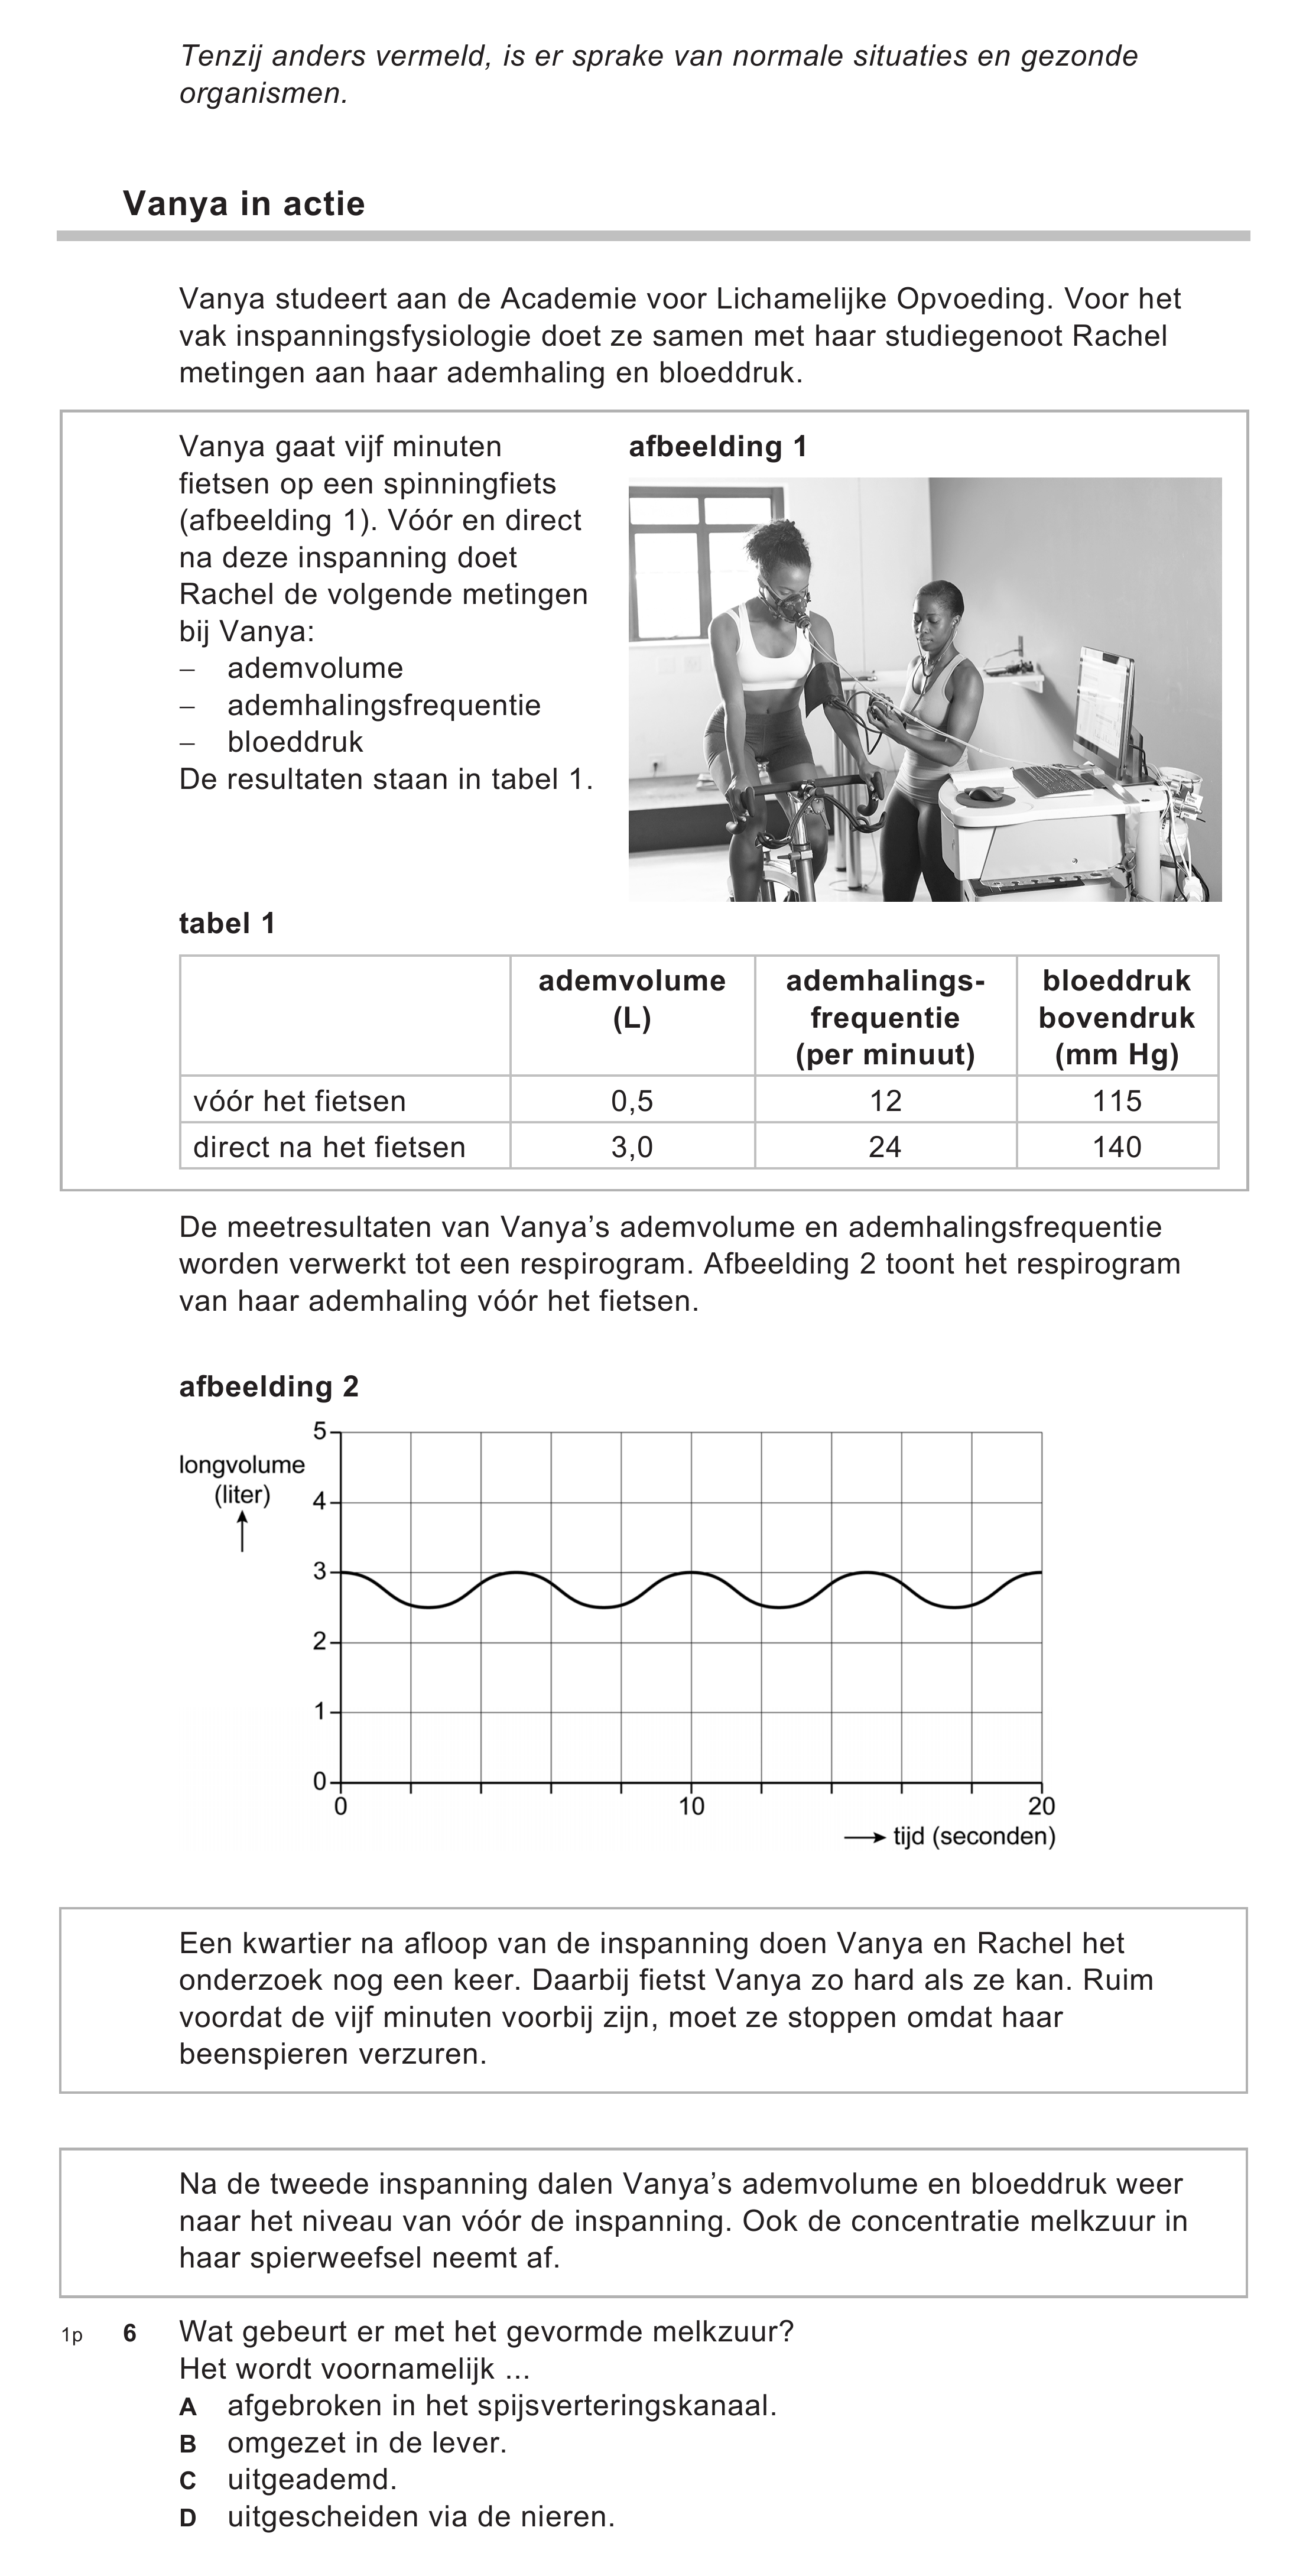 Tenzij anders vermeld, is er sprake van normale situaties en gezonde
organismen.
Vanya in actie
Vanya studeert aan de Academie voor Lichamelijke Opvoeding. Voor het
vak inspanningsfysiologie doet ze samen met haar studiegenoot Rachel
metingen aan haar ademhaling en bloeddruk.
Vanya gaat vijf minuten
fietsen op een spinningfiets
(afbeelding 1). Vóór en direct
na deze inspanning doet
Rachel de volgende metingen
bij Vanya:
– ademvolume
– ademhalingsfrequentie
– bloeddruk
De resultaten staan in tabel 1.
afbeelding 1
tabel 1
ademvolume
(L)
ademhalings-
frequentie
(per minuut)
bloeddruk
bovendruk
(mm Hg)
vóór het fietsen 0,5 12 115
direct na het fietsen 3,0 24 140
De meetresultaten van Vanya’s ademvolume en ademhalingsfrequentie
worden verwerkt tot een respirogram. Afbeelding 2 toont het respirogram
van haar ademhaling vóór het fietsen.
afbeelding 2
longvolume
(liter)
5
4
3
2
1
0
0 10 20
tijd (seconden)
Een kwartier na afloop van de inspanning doen Vanya en Rachel het
onderzoek nog een keer. Daarbij fietst Vanya zo hard als ze kan. Ruim
voordat de vijf minuten voorbij zijn, moet ze stoppen omdat haar
beenspieren verzuren.
Na de tweede inspanning dalen Vanya’s ademvolume en bloeddruk weer
naar het niveau van vóór de inspanning. Ook de concentratie melkzuur in
haar spierweefsel neemt af.
1p 6 Wat gebeurt er met het gevormde melkzuur?
Het wordt voornamelijk ...
A afgebroken in het spijsverteringskanaal.
B omgezet in de lever.
C uitgeademd.
D uitgescheiden via de nieren.